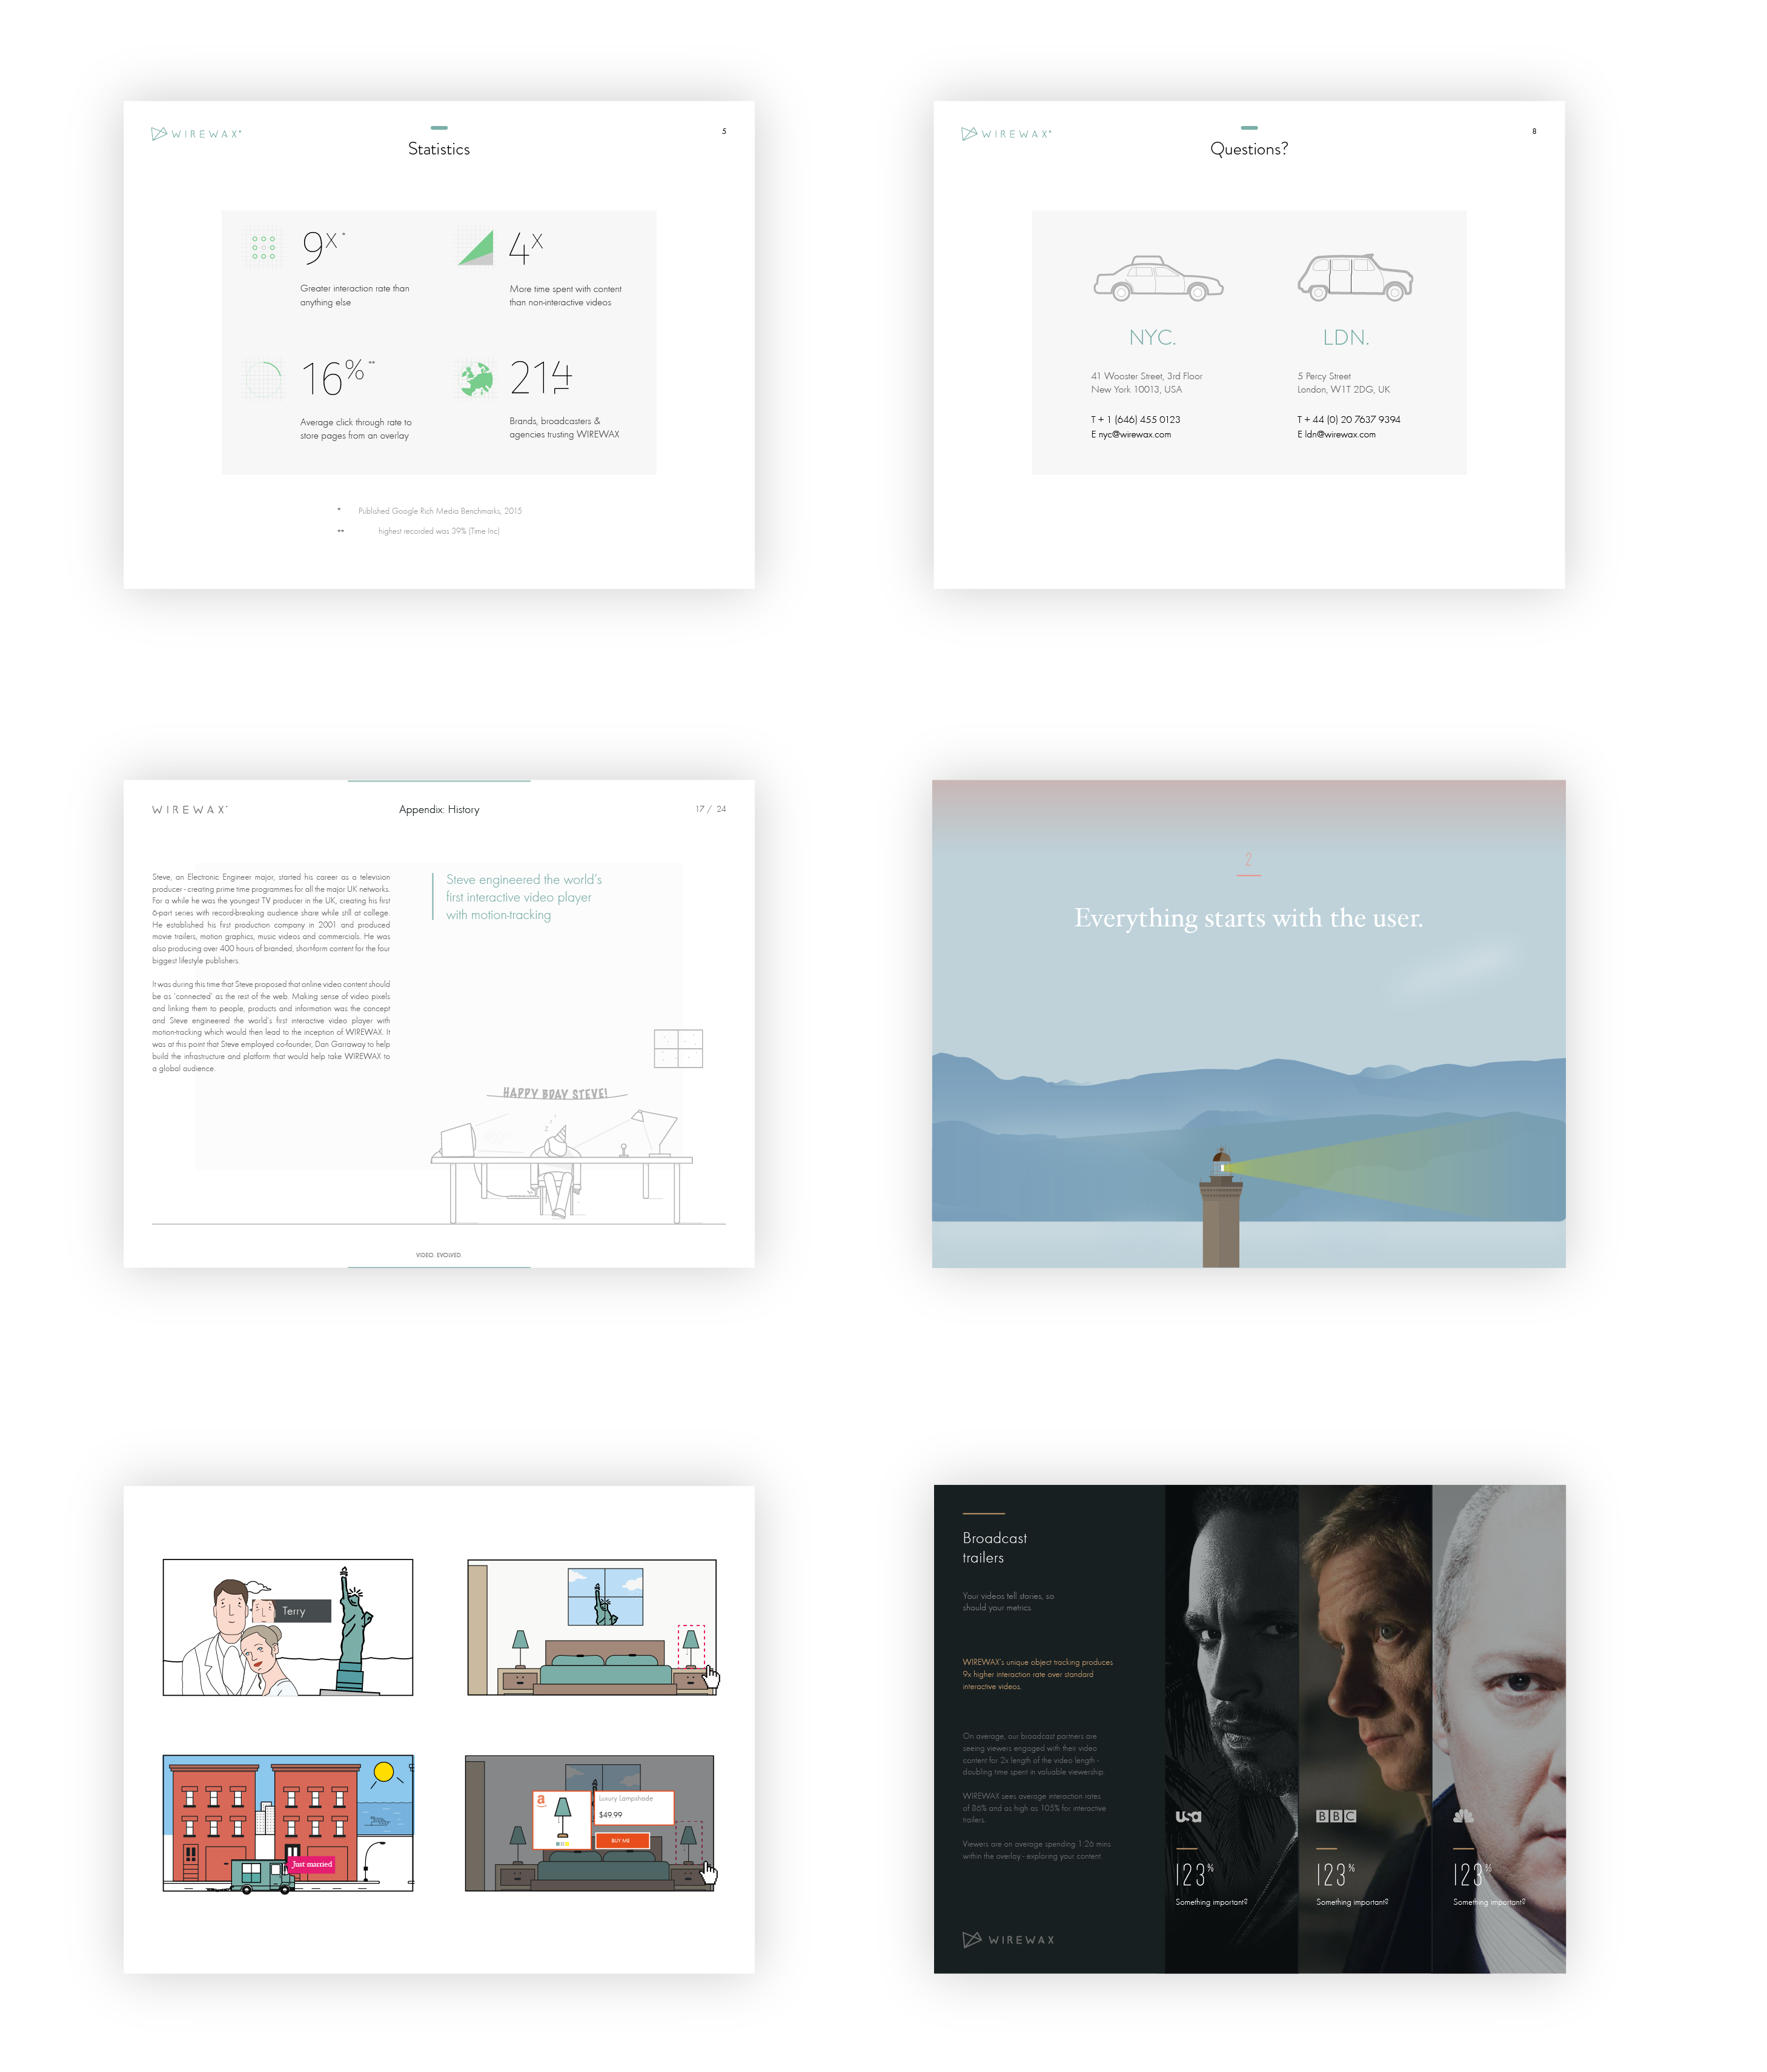 WIREWAX
Statistics
5
9X *
Greater interaction rate than
anything else
4X
More time spent with content
than non-interactive videos
16% **
Average click through rate to
store pages from an overlay
214
Brands, broadcasters &
agencies trusting WIREWAX
* Published Google Rich Media Benchmarks, 2015
** highest recorded was 39% (Time Inc)
WIREWAX
Questions?
8
NYC.
41 Wooster Street, 3rd Floor
New York 10013, USA
T + 1 (646) 455 0123
E nyc@wirewax.com
LDN.
5 Percy Street
London, W1T 2DG, UK
T + 44 (0) 20 7637 9394
E ldn@wirewax.com
WIREWAX
Appendix: History
17 / 24
Steve, an Electronic Engineer major, started his career as a television
producer - creating prime time programmes for all the major UK networks.
For a while he was the youngest TV producer in the UK, creating his first
6-part series with record-breaking audience share while still at college.
He established his first production company in 2001 and produced
movie trailers, motion graphics, music videos and commercials. He was
also producing over 400 hours of branded, short-form content for the four
biggest lifestyle publishers.
It was during this time that Steve proposed that online video content should
be as 'connected' as the rest of the web. Making sense of video pixels
and linking them to people, products and information was the concept
and Steve engineered the world's first interactive video player with
motion-tracking which would then lead to the inception of WIREWAX. It
was at this point that Steve employed co-founder, Dan Garraway to help
build the infrastructure and platform that would help take WIREWAX to
a global audience.
Steve engineered the world's
first interactive video player
with motion-tracking
HAPPY BDAY STEVE!
z z
VIDEO. EVOLVED.
2
Everything starts with the user.
Terry
Just married
a
Luxury Lampshade
$49.99
BUY ME
Broadcast
trailers
Your videos tell stories, so
should your metrics.
WIREWAX's unique object tracking produces
9x higher interaction rate over standard
interactive videos.
On average, our broadcast partners are
seeing viewers engaged with their video
content for 2x length of the video length -
doubling time spent in valuable viewership.
WIREWAX sees average interaction rates
of 86% and as high as 105% for interactive
trailers.
Viewers are on average spending 1:26 mins
within the overlay - exploring your content.
WIREWAX
usa
123%
Something important?
BBC
123%
Something important?
123%
Something important?